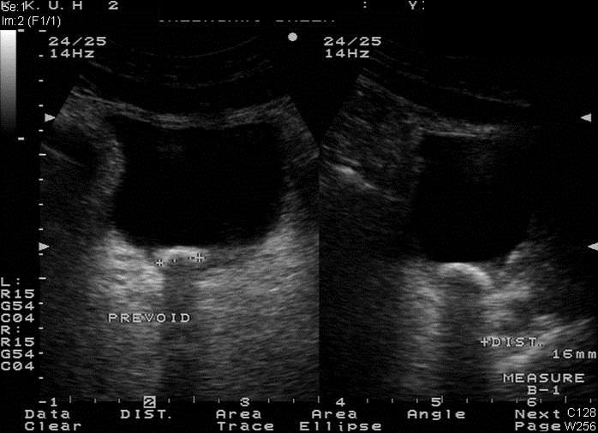 Se:1
K.U.H 2 : Y:
Im:2 (F1/1)
24/25
14Hz
24/25
14Hz
L:
R15
G54
C04
R:
R15
G54
C04
PREVOID
+DIST.
16mm
MEASURE
B-1
1 2 3 4 5 6
Data Clear
DIST.
Area Trace
Area Ellipse
Angle
Next Page
C128
W256